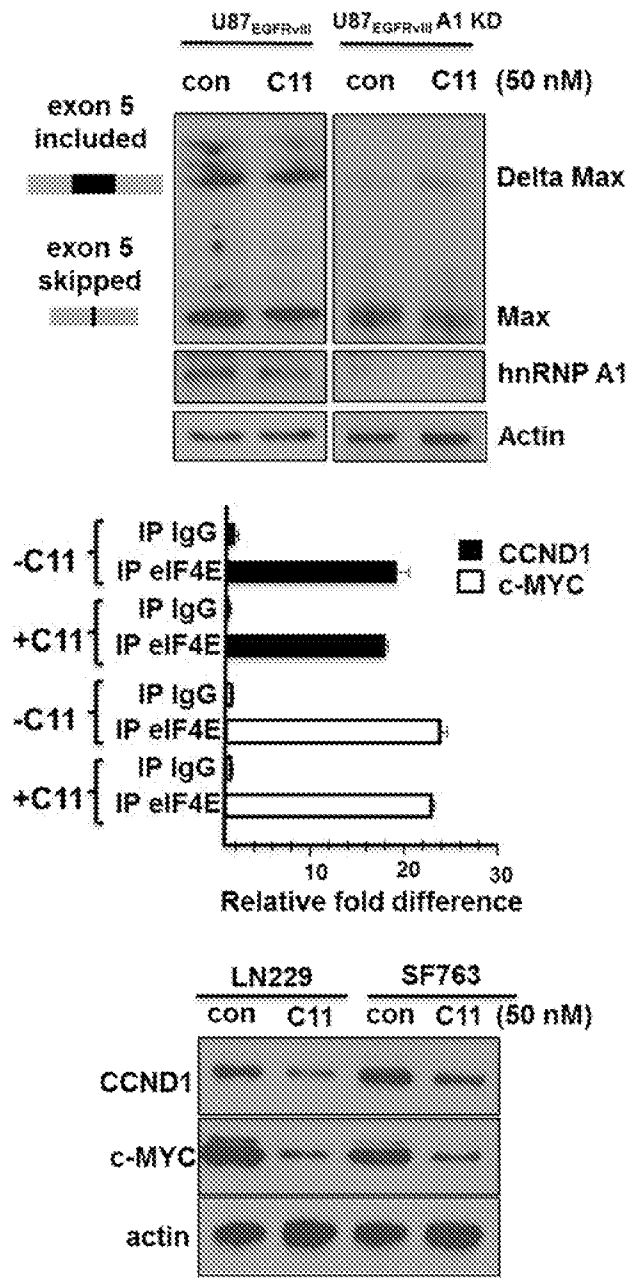 U87EGFRvIII U87EGFRvIII A1 KD
con C11 con C11 (50 nM)
exon 5
included
Delta Max
exon 5
skipped
Max
hnRNP A1
Actin
-C11 IP IgG
IP eIF4E
+C11 IP IgG
IP eIF4E
-C11 IP IgG
IP eIF4E
+C11 IP IgG
IP eIF4E
CCND1
c-MYC
10 20 30
Relative fold difference
LN229 SF763
con C11 con C11 (50 nM)
CCND1
c-MYC
actin